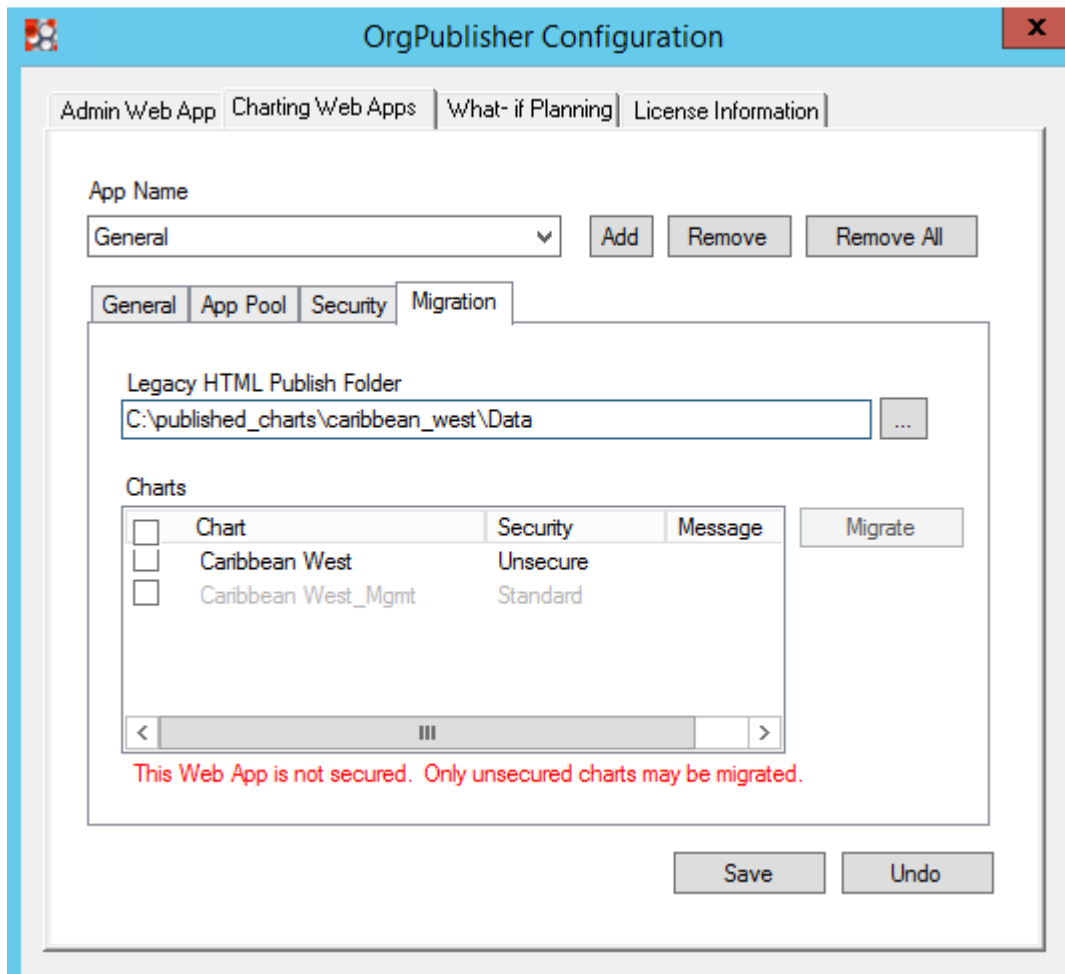 OrgPublisher Configuration
x
Admin Web App Charting Web Apps What- if Planning License Information
App Name
General Add Remove Remove All
General App Pool Security Migration
Legacy HTML Publish Folder
C:\published_charts\caribbean_west\Data ...
Charts
Chart Security Message Migrate
Caribbean West Unsecure
Caribbean West_Mgmt Standard
This Web App is not secured. Only unsecured charts may be migrated.
Save Undo